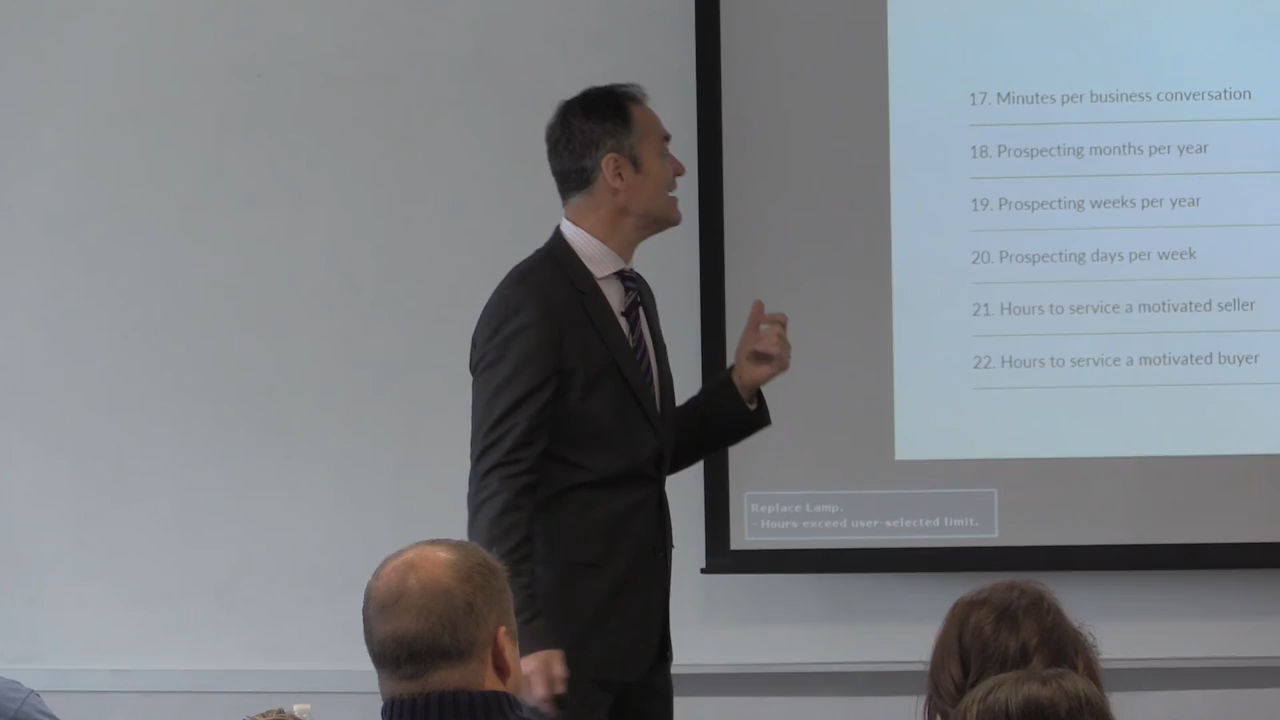 17. Minutes per business conversation
18. Prospecting months per year
19. Prospecting weeks per year
20. Prospecting days per week
21. Hours to service a motivated seller
22. Hours to service a motivated buyer
Replace Lamp.
- Hours exceed user-selected limit.